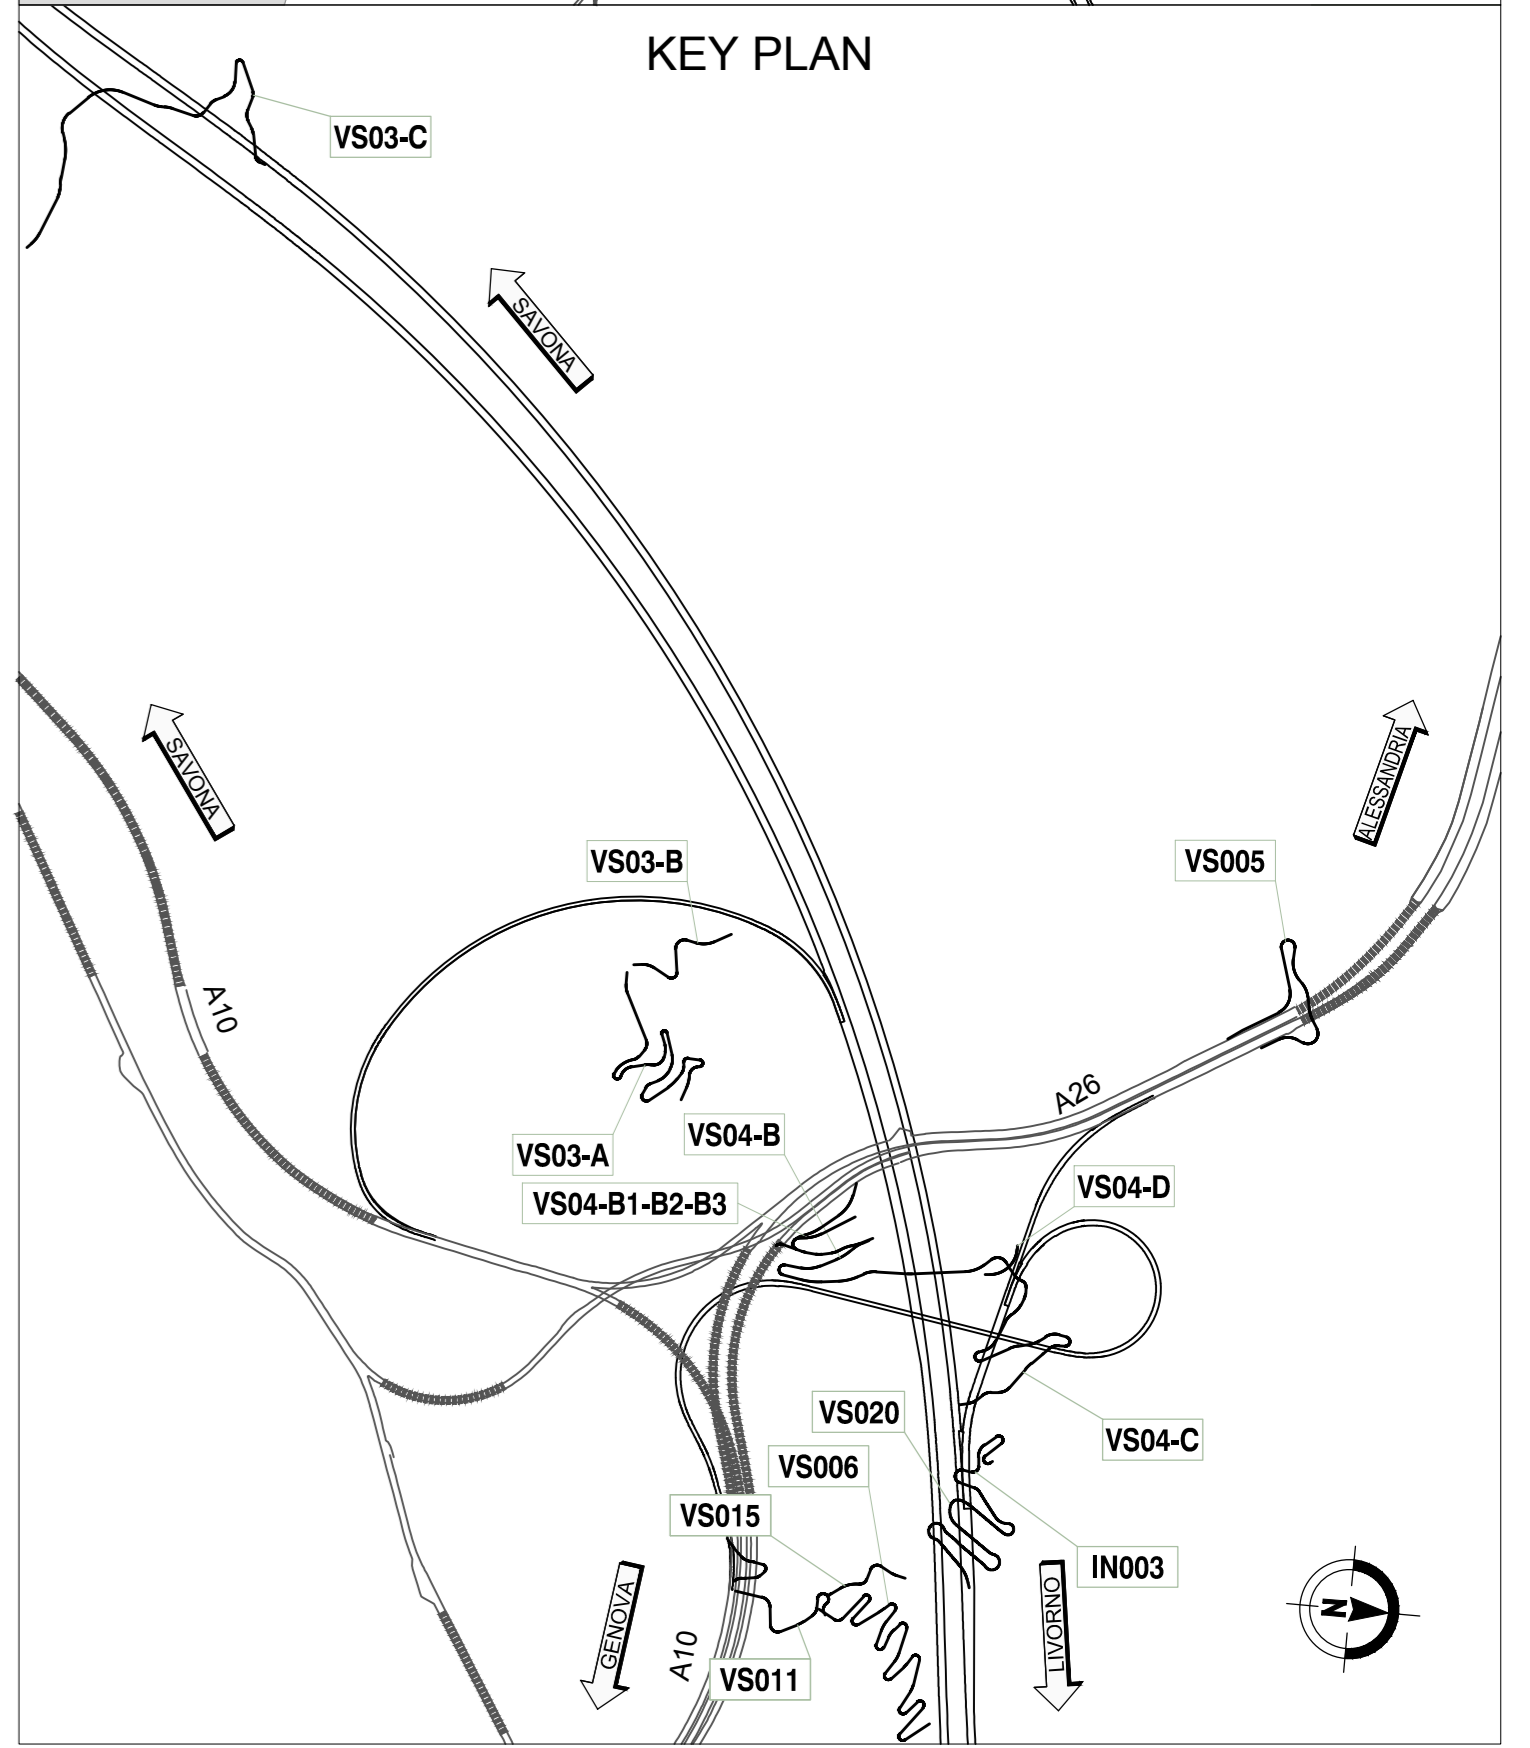 KEY PLAN
VS03-C
SAVONA
SAVONA
ALESSANDRIA
VS03-B
VS005
A10
A26
VS04-B
VS03-A
VS04-D
VS04-B1-B2-B3
VS020
VS04-C
VS006
VS015
IN003
GENOVA
LIVORNO
N
A10
VS011